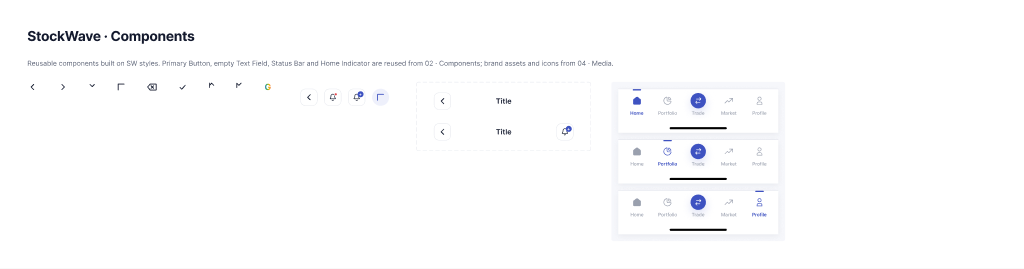 StockWave · Components
Reusable components built on SW styles. Primary Button, empty Text Field, Status Bar and Home Indicator are reused from 02 · Components; brand assets and icons from 04 · Media.
Title
Title
Home Portfolio Trade Market Profile
Home Portfolio Trade Market Profile
Home Portfolio Trade Market Profile